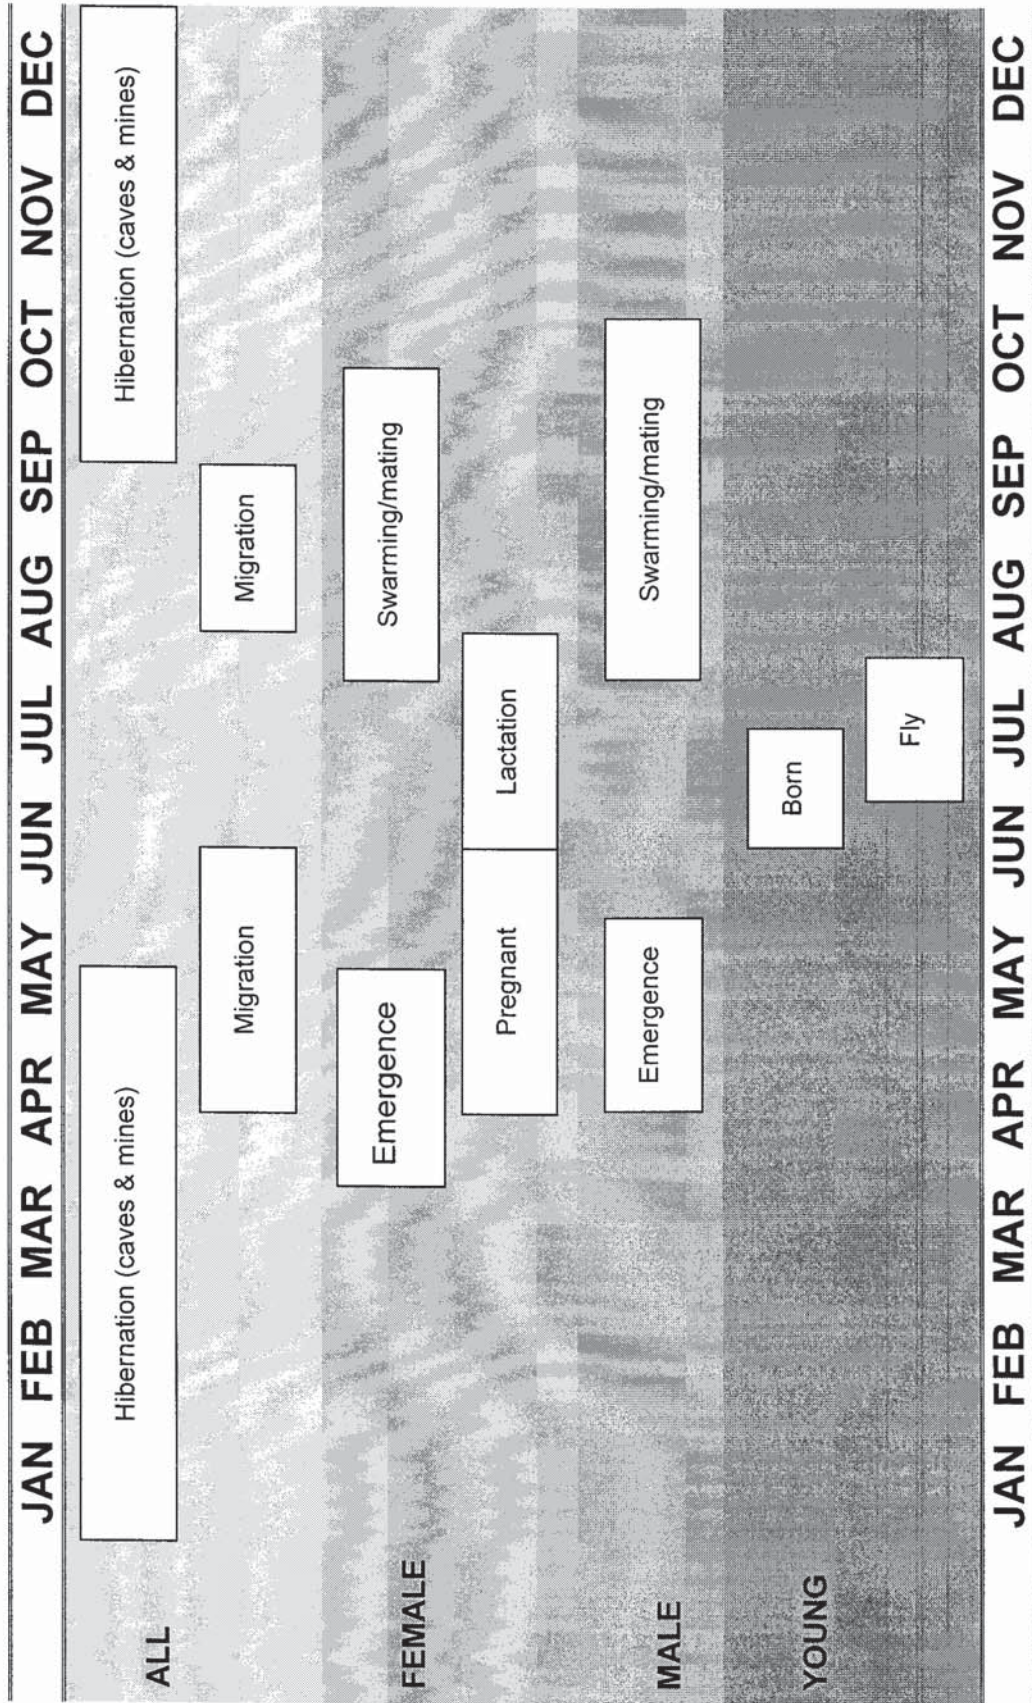 JAN FEB MAR APR MAY JUN JUL AUG SEP OCT NOV DEC
ALL
Hibernation (caves & mines)
Hibernation (caves & mines)
Migration
Migration
FEMALE
Emergence
Swarming/mating
Pregnant
Lactation
MALE
Emergence
Swarming/mating
YOUNG
Born
Fly
JAN FEB MAR APR MAY JUN JUL AUG SEP OCT NOV DEC